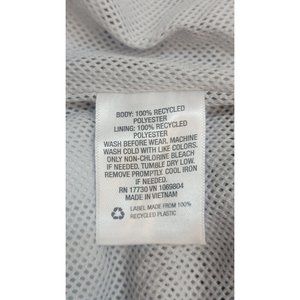 BODY: 100% RECYCLED
POLYESTER
LINING: 100% RECYCLED
POLYESTER
WASH BEFORE WEAR. MACHINE
WASH COLD WITH LIKE COLORS.
ONLY NON-CHLORINE BLEACH
IF NEEDED. TUMBLE DRY LOW.
REMOVE PROMPTLY. COOL IRON
IF NEEDED.
RN 17730 VN 1069804
MADE IN VIETNAM
LABEL MADE FROM 100%
RECYCLED PLASTIC